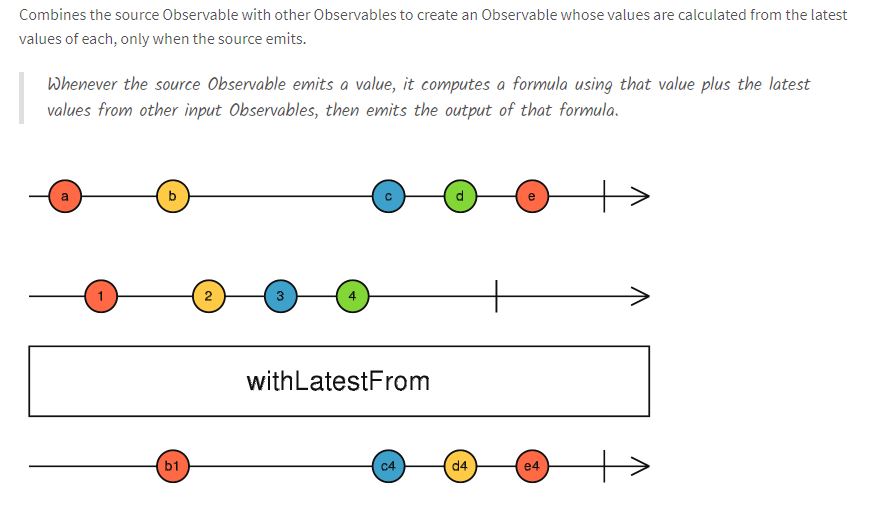 Combines the source Observable with other Observables to create an Observable whose values are calculated from the latest
values of each, only when the source emits.
Whenever the source Observable emits a value, it computes a formula using that value plus the latest
values from other input Observables, then emits the output of that formula.
a b c d e
1 2 3 4
withLatestFrom
b1 c4 d4 e4